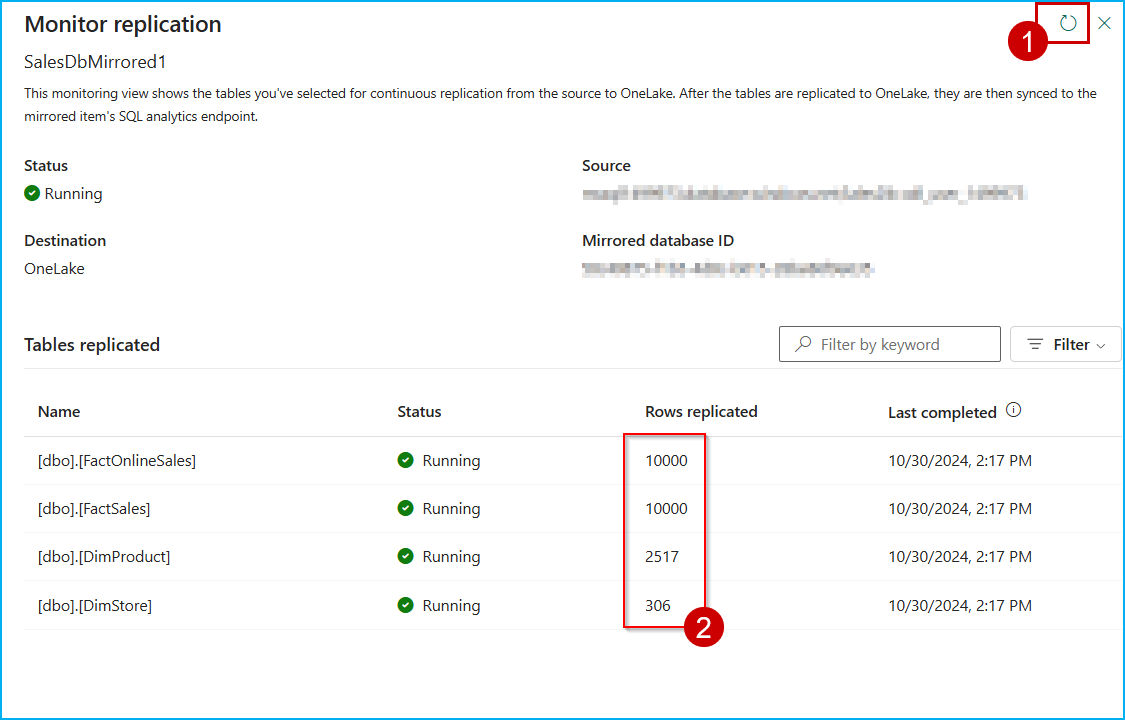 Monitor replication
1
SalesDbMirrored1
This monitoring view shows the tables you've selected for continuous replication from the source to OneLake. After the tables are replicated to OneLake, they are then synced to the
mirrored item's SQL analytics endpoint.
Status
Source
Running
Destination
Mirrored database ID
OneLake
Tables replicated
Filter by keyword
Filter
Name Status Rows replicated Last completed
[dbo].[FactOnlineSales] Running 10000 10/30/2024, 2:17 PM
[dbo].[FactSales] Running 10000 10/30/2024, 2:17 PM
[dbo].[DimProduct] Running 2517 10/30/2024, 2:17 PM
[dbo].[DimStore] Running 306 10/30/2024, 2:17 PM
2